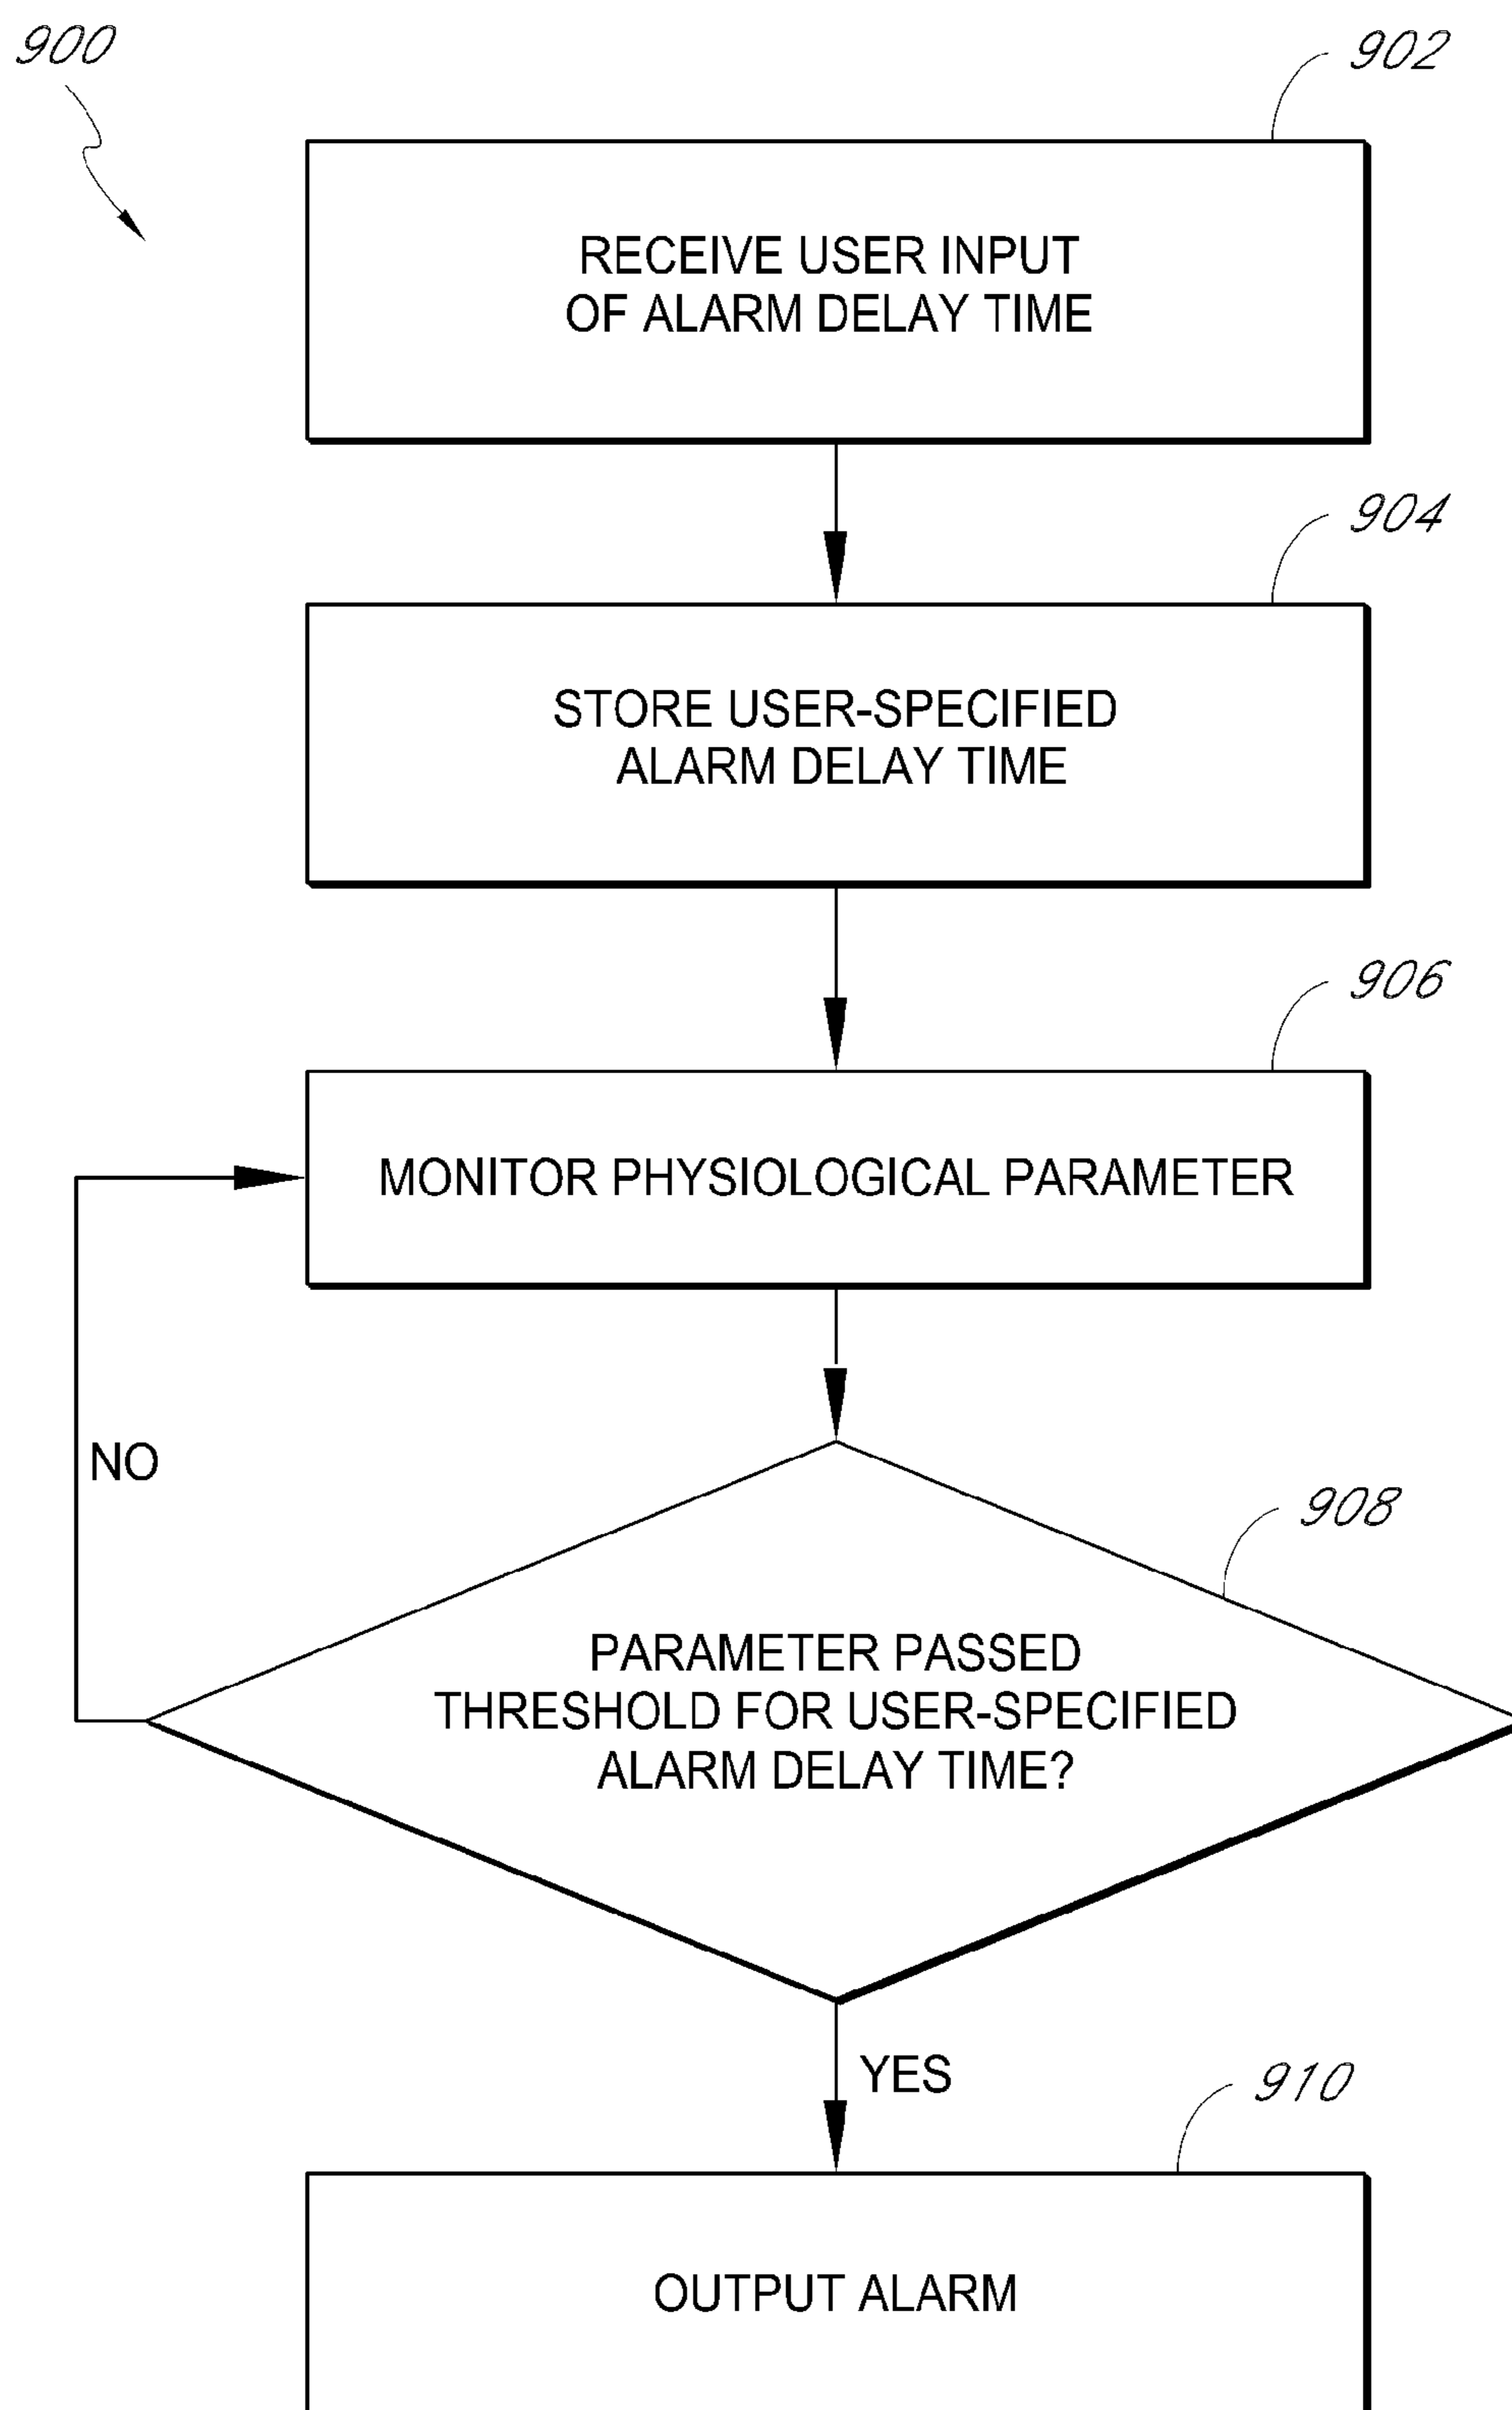 900
902
RECEIVE USER INPUT
OF ALARM DELAY TIME
904
STORE USER-SPECIFIED
ALARM DELAY TIME
906
MONITOR PHYSIOLOGICAL PARAMETER
NO
908
PARAMETER PASSED
THRESHOLD FOR USER-SPECIFIED
ALARM DELAY TIME?
YES
910
OUTPUT ALARM